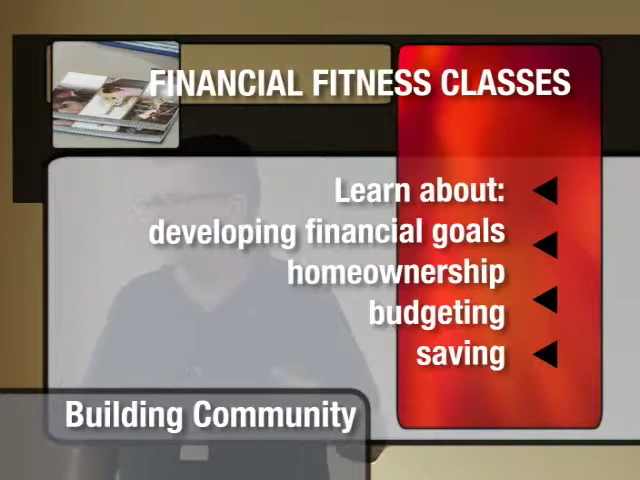 FINANCIAL FITNESS CLASSES
Learn about:
developing financial goals
homeownership
budgeting
saving
Building Community